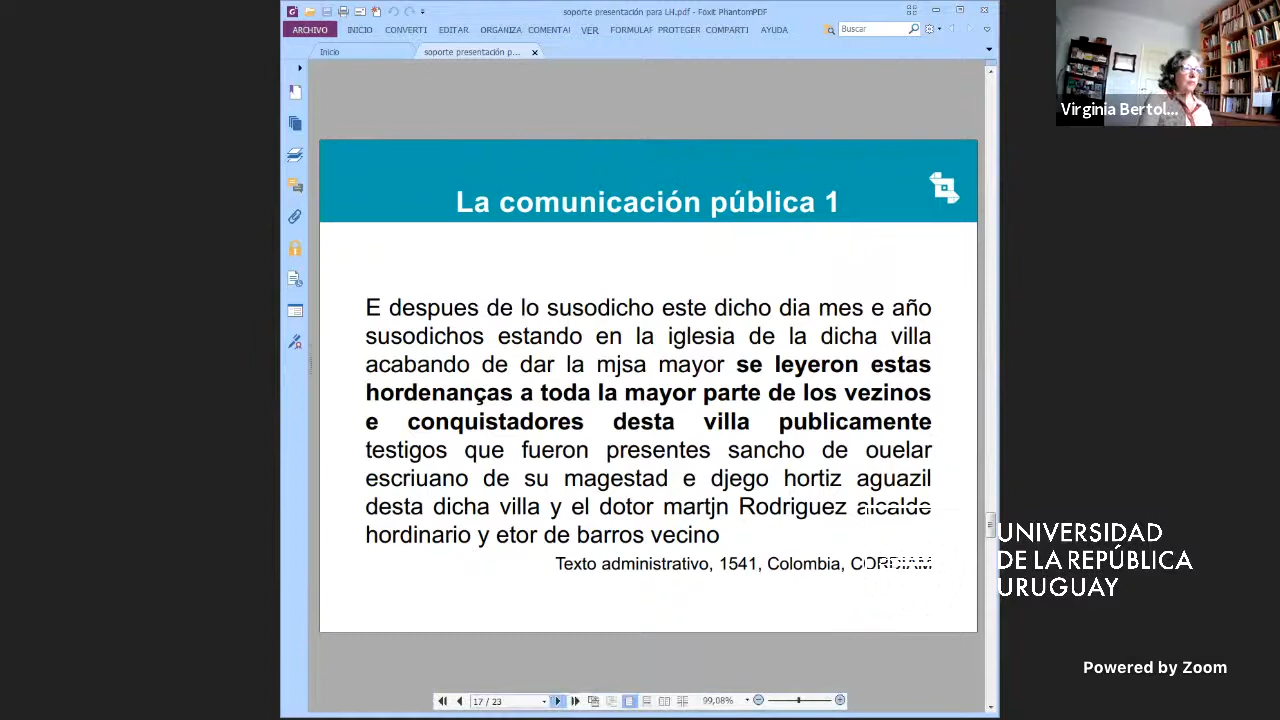 soporte presentación para LH.pdf - Foxit PhantomPDF
ARCHIVO INICIO CONVERTI EDITAR ORGANIZA COMENTAI VER FORMULAF PROTEGER COMPARTI AYUDA
Buscar
Inicio soporte presentación p...
Virginia Bertol...
La comunicación pública 1
E despues de lo susodicho este dicho dia mes e año
susodichos estando en la iglesia de la dicha villa
acabando de dar la mjsa mayor se leyeron estas
hordenanças a toda la mayor parte de los vezinos
e conquistadores desta villa publicamente
testigos que fueron presentes sancho de ouelar
escriuano de su magestad e djego hortiz aguazil
desta dicha villa y el dotor martjn Rodriguez alcalde
hordinario y etor de barros vecino
Texto administrativo, 1541, Colombia, CORDIAM
UNIVERSIDAD
DE LA REPÚBLICA
URUGUAY
Powered by Zoom
17 / 23
99,08%